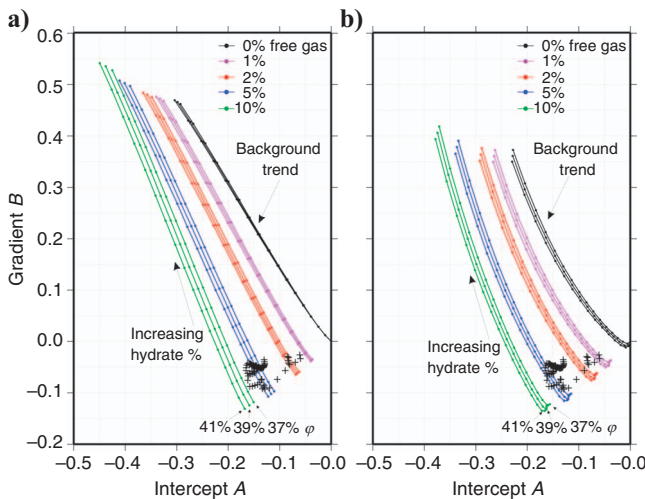 a)
0.6
0.5
0.4
0.3
0.2
0.1
0.0
−0.1
−0.2
Gradient B
0% free gas
1%
2%
5%
10%
Background
trend
Increasing
hydrate %
41% 39% 37% φ
−0.5 −0.4 −0.3 −0.2 −0.1 −0.0
Intercept A
b)
0% free gas
1%
2%
5%
10%
Background
trend
Increasing
hydrate %
41% 39% 37% φ
−0.5 −0.4 −0.3 −0.2 −0.1 0.0
Intercept A